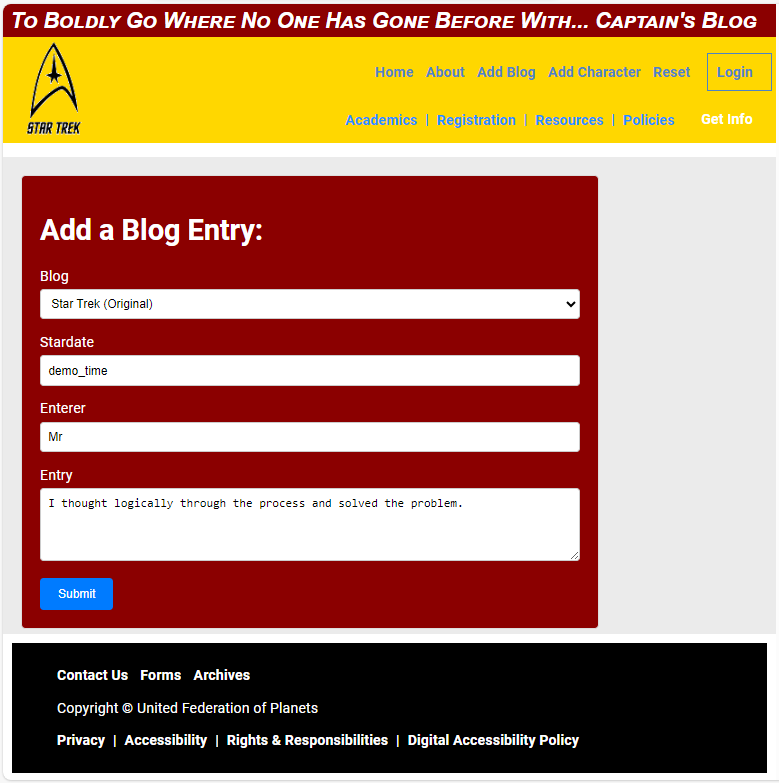 To Boldly Go Where No One Has Gone Before With... Captain's Blog
STAR TREK
Home About Add Blog Add Character Reset Login
Academics | Registration | Resources | Policies Get Info
Add a Blog Entry:
Blog
Star Trek (Original)
Stardate
demo_time
Enterer
Mr
Entry
I thought logically through the process and solved the problem.
Submit
Contact Us Forms Archives
Copyright © United Federation of Planets
Privacy | Accessibility | Rights & Responsibilities | Digital Accessibility Policy